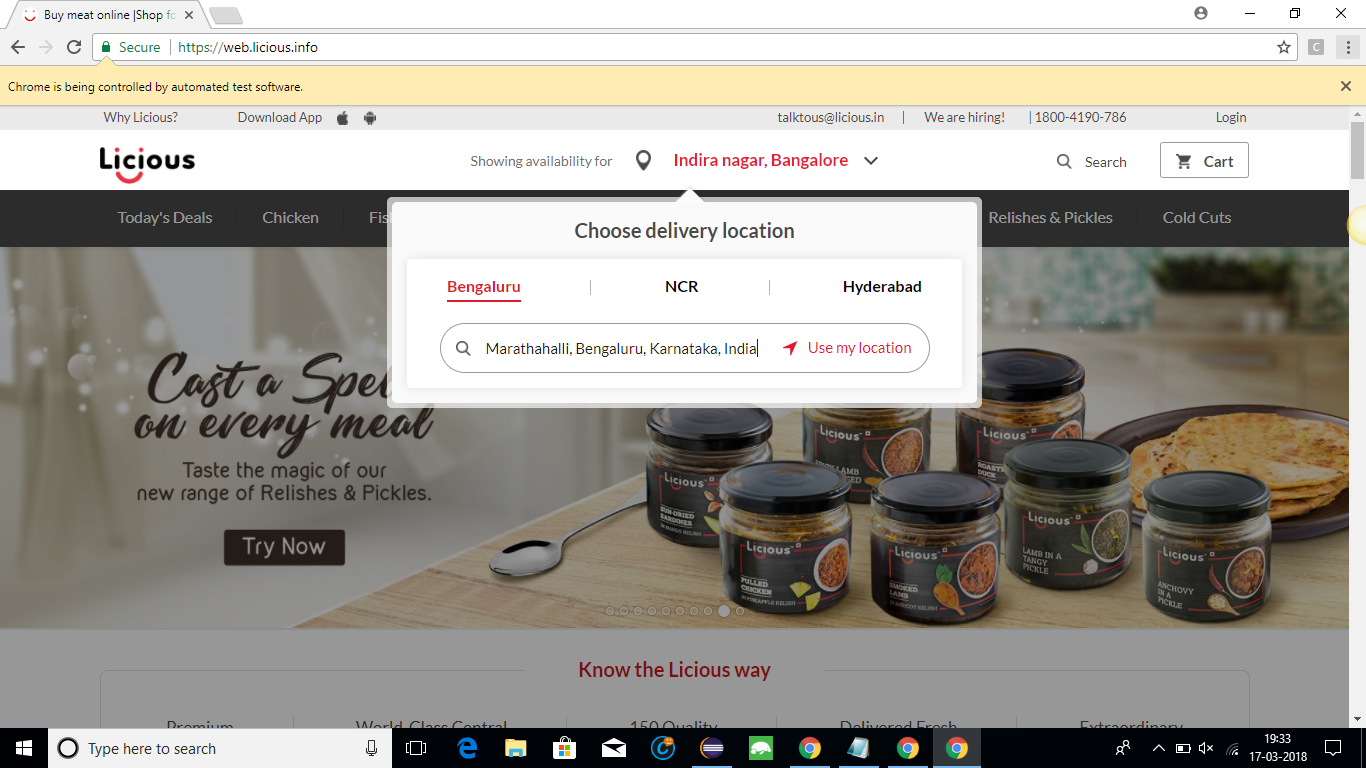 Buy meat online |Shop fo
Secure https://web.licious.info
C
Chrome is being controlled by automated test software.
Why Licious? Download App talktous@licious.in | We are hiring! | 1800-4190-786 Login
Licious Showing availability for Indira nagar, Bangalore Search Cart
Today's Deals Chicken Fis Relishes & Pickles Cold Cuts
Choose delivery location
Bengaluru | NCR | Hyderabad
Marathahalli, Bengaluru, Karnataka, India Use my location
Cast a Spe
on every meal
Taste the magic of our
new range of Relishes & Pickles.
Try Now
Licious
LAMB
Licious
ROASTED
DUCK
Licious
SUN-DRIED
SARDINES
Licious
PULLED
CHICKEN
IN PINEAPPLE RELISH
Licious
SMOKED
LAMB
IN APRICOT RELISH
Licious
LAMB IN A
TANGY
PICKLE
Licious
ANCHOVY
IN A
PICKLE
Know the Licious way
Premium World-Class Central 150 Quality Delivered Fresh Extraordinary
Type here to search
19:33
17-03-2018